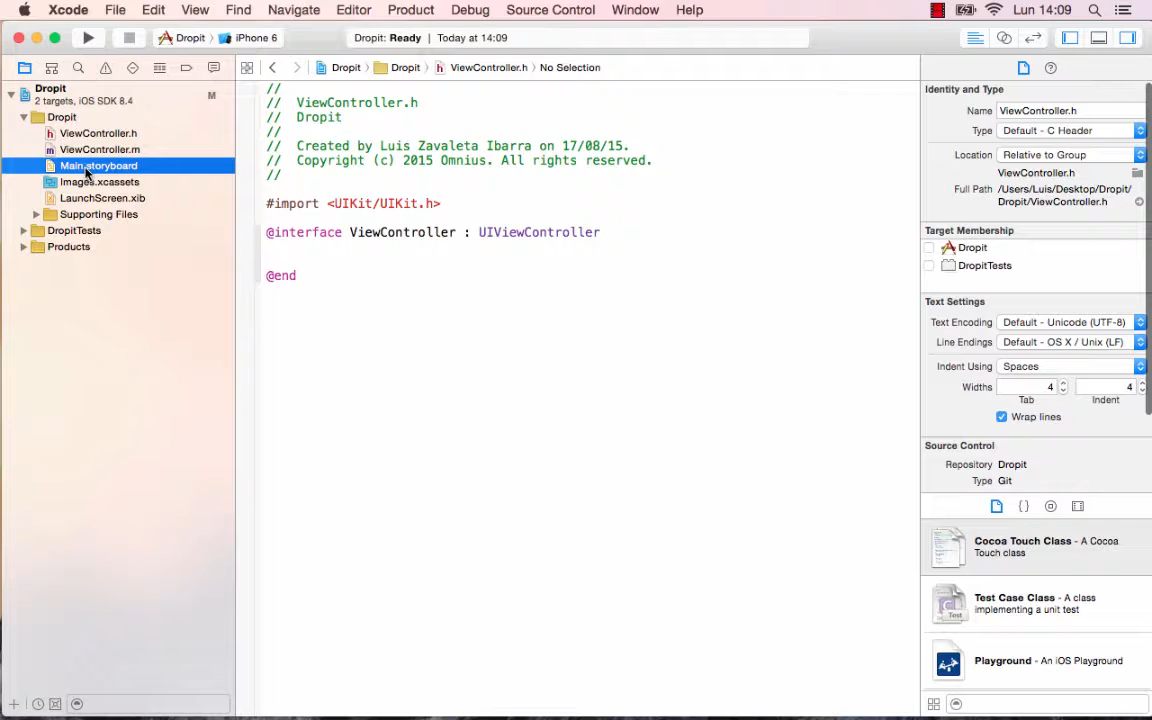 Xcode File Edit View Find Navigate Editor Product Debug Source Control Window Help Lun 14:09
Dropit iPhone 6 Dropit: Ready | Today at 14:09
Dropit Dropit ViewController.h No Selection
Dropit
2 targets, iOS SDK 8.4
M
Dropit
ViewController.h
ViewController.m
Main.storyboard
Images.xcassets
LaunchScreen.xib
Supporting Files
DropitTests
Products
//
// ViewController.h
// Dropit
//
// Created by Luis Zavaleta Ibarra on 17/08/15.
// Copyright (c) 2015 Omnius. All rights reserved.
//
#import <UIKit/UIKit.h>
@interface ViewController : UIViewController
@end
Identity and Type
Name ViewController.h
Type Default - C Header
Location Relative to Group
ViewController.h
Full Path /Users/Luis/Desktop/Dropit/
Dropit/ViewController.h
Target Membership
Dropit
DropitTests
Text Settings
Text Encoding Default - Unicode (UTF-8)
Line Endings Default - OS X / Unix (LF)
Indent Using Spaces
Widths 4 4
Tab Indent
Wrap lines
Source Control
Repository Dropit
Type Git
{ }
Cocoa Touch Class - A Cocoa
Touch class
Test Case Class - A class
implementing a unit test
Test
Playground - An iOS Playground